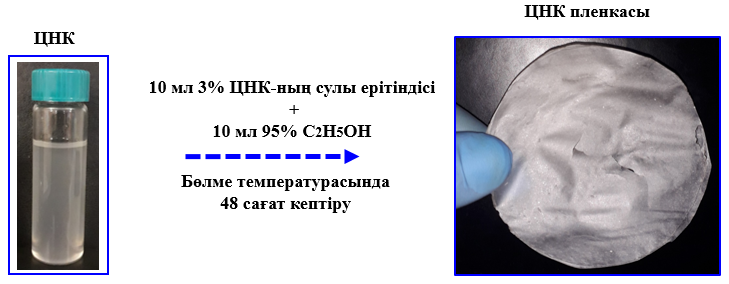 ЦНК
10 мл 3% ЦНК-ның сулы ерітіндісі
+
10 мл 95% C2H5OH
Бөлме температурасында
48 сағат кептіру
ЦНК пленкасы